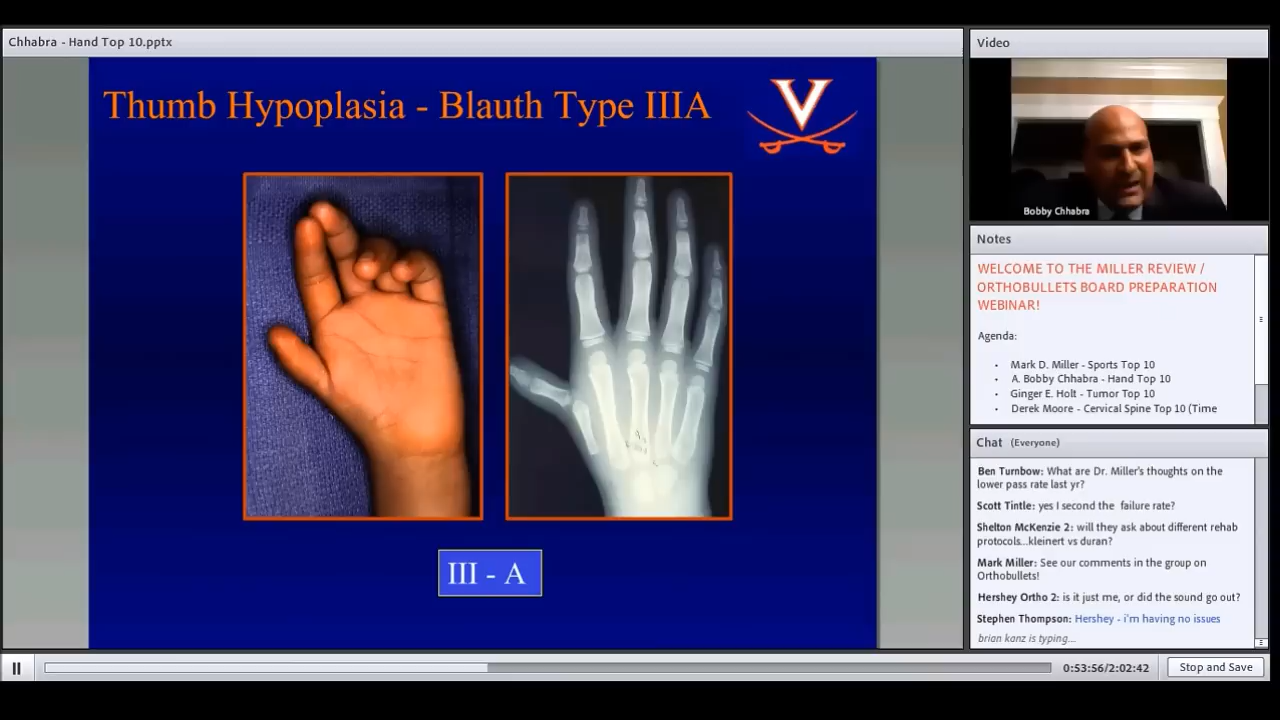 Chhabra - Hand Top 10.pptx
Thumb Hypoplasia - Blauth Type IIIA
V
III - A
Video
Bobby Chhabra
Notes
WELCOME TO THE MILLER REVIEW /
ORTHOBULLETS BOARD PREPARATION
WEBINAR!
Agenda:
• Mark D. Miller - Sports Top 10
• A. Bobby Chhabra - Hand Top 10
• Ginger E. Holt - Tumor Top 10
• Derek Moore - Cervical Spine Top 10 (Time
Chat (Everyone)
Ben Turnbow: What are Dr. Miller's thoughts on the
lower pass rate last yr?
Scott Tintle: yes I second the failure rate?
Shelton McKenzie 2: will they ask about different rehab
protocols...kleinert vs duran?
Mark Miller: See our comments in the group on
Orthobullets!
Hershey Ortho 2: is it just me, or did the sound go out?
Stephen Thompson: Hershey - i'm having no issues
brian kanz is typing...
0:53:56/2:02:42
Stop and Save